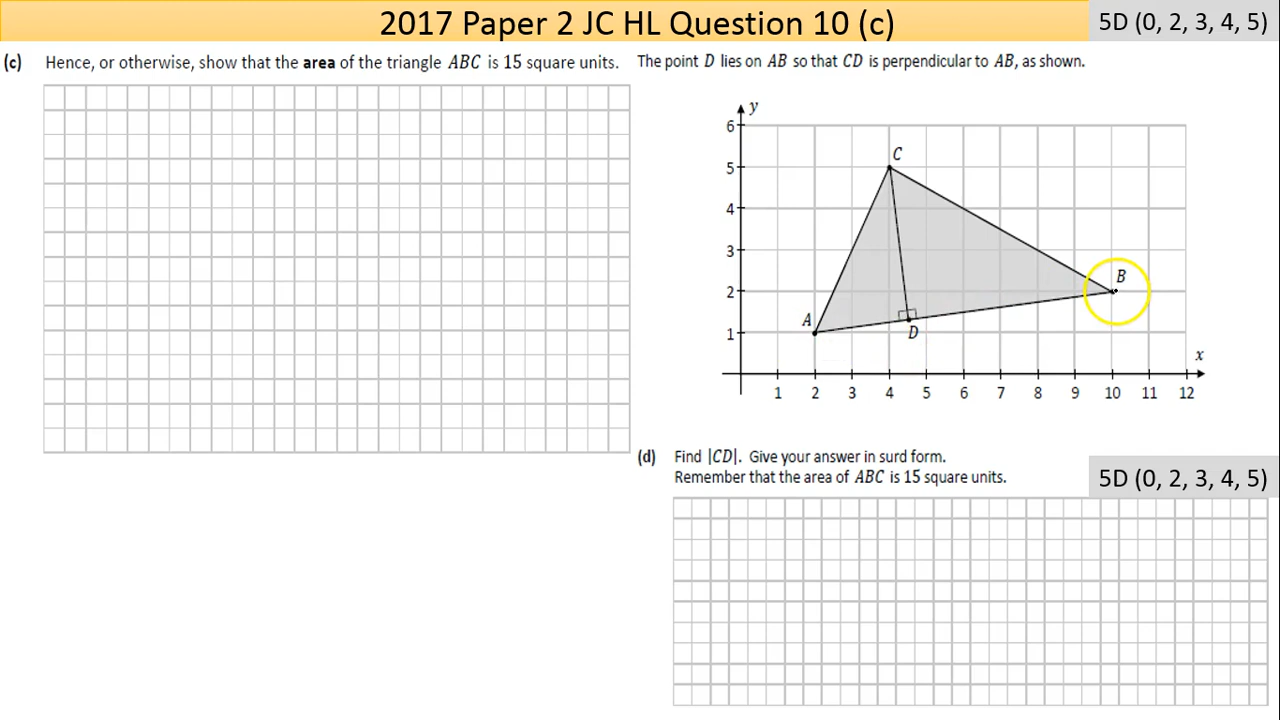 2017 Paper 2 JC HL Question 10 (c)
5D (0, 2, 3, 4, 5)
(c) Hence, or otherwise, show that the area of the triangle ABC is 15 square units.
The point D lies on AB so that CD is perpendicular to AB, as shown.
y
6
C
5
4
3
B
2
A
1
D
x
1 2 3 4 5 6 7 8 9 10 11 12
(d) Find |CD|. Give your answer in surd form.
Remember that the area of ABC is 15 square units.
5D (0, 2, 3, 4, 5)